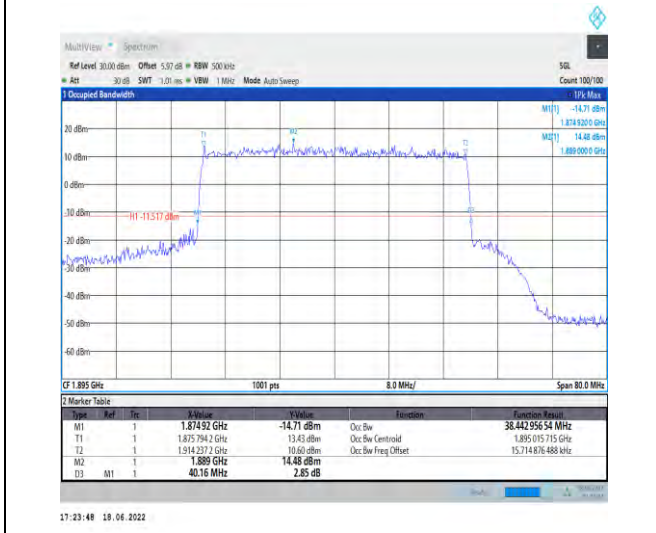 MultiView Spectrum
Ref Level 30.00 dBm Offset 5.97 dB RBW 500 kHz SGL
Att 30 dB SWT 1.01 ms VBW 1 MHz Mode Auto Sweep Count 100/100
1 Occupied Bandwidth 1Pk Max
M1[1] -14.71 dBm
1.874 920 0 GHz
M2[1] 14.48 dBm
1.889 000 0 GHz
T1 M2 T2
20 dBm
10 dBm
0 dBm
-10 dBm H1 -11.517 dBm
-20 dBm
-30 dBm
-40 dBm
-50 dBm
-60 dBm
CF 1.895 GHz 1001 pts 8.0 MHz/ Span 80.0 MHz
2 Marker Table
Type Ref Trc X-Value Y-Value Function Function Result
M1 1 1.874 92 GHz -14.71 dBm Occ Bw 38.442 956 54 MHz
T1 1 1.875 794 2 GHz 13.43 dBm Occ Bw Centroid 1.895 015 715 GHz
T2 1 1.914 237 2 GHz 10.60 dBm Occ Bw Freq Offset 15.714 876 488 kHz
M2 1 1.889 GHz 14.48 dBm
D3 M1 1 40.16 MHz 2.85 dB
17:23:48 18.06.2022